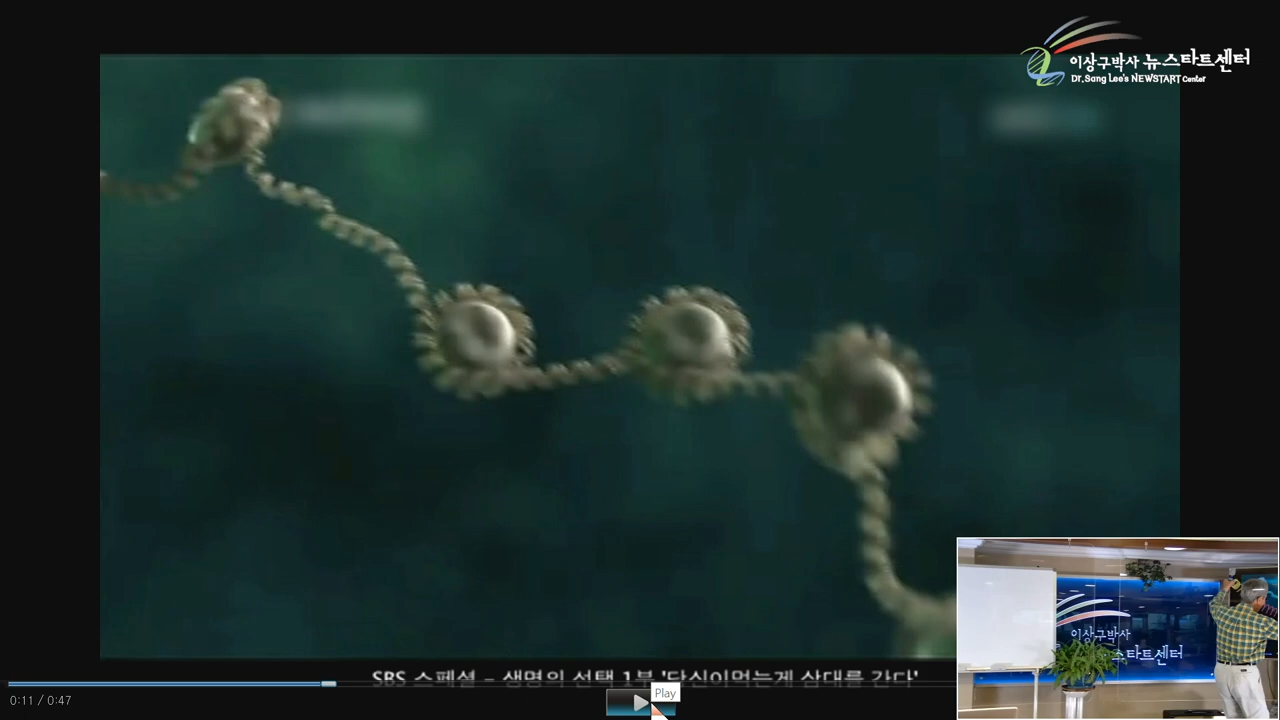 이상구박사 뉴스타트센터
Dr. Sang Lee's NEWSTART Center
SBS 스페셜 - 생명의 선택 1부 '당신이먹는게 삼대를 간다'
Play
0:11 / 0:47
이상구박사
스타트센터